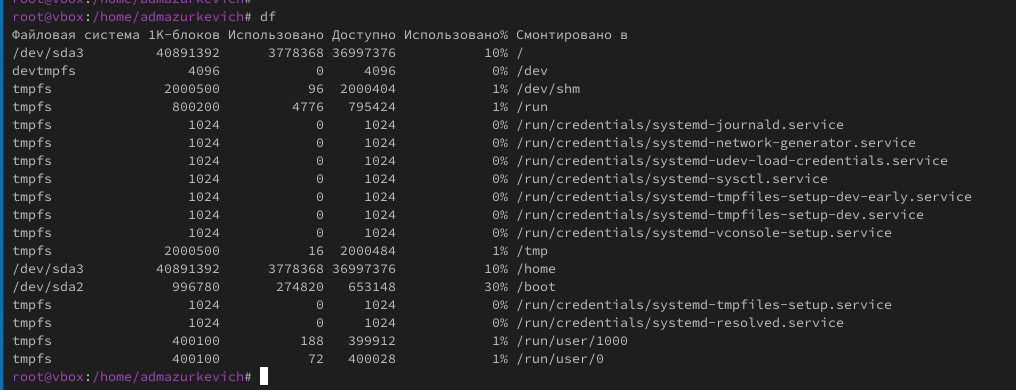 root@vbox:/home/admazurkevich# df
Файловая система 1K-блоков Использовано Доступно Использовано% Смонтировано в
/dev/sda3 40891392 3778368 36997376 10% /
devtmpfs 4096 0 4096 0% /dev
tmpfs 2000500 96 2000404 1% /dev/shm
tmpfs 800200 4776 795424 1% /run
tmpfs 1024 0 1024 0% /run/credentials/systemd-journald.service
tmpfs 1024 0 1024 0% /run/credentials/systemd-network-generator.service
tmpfs 1024 0 1024 0% /run/credentials/systemd-udev-load-credentials.service
tmpfs 1024 0 1024 0% /run/credentials/systemd-sysctl.service
tmpfs 1024 0 1024 0% /run/credentials/systemd-tmpfiles-setup-dev-early.service
tmpfs 1024 0 1024 0% /run/credentials/systemd-tmpfiles-setup-dev.service
tmpfs 1024 0 1024 0% /run/credentials/systemd-vconsole-setup.service
tmpfs 2000500 16 2000484 1% /tmp
/dev/sda3 40891392 3778368 36997376 10% /home
/dev/sda2 996780 274820 653148 30% /boot
tmpfs 1024 0 1024 0% /run/credentials/systemd-tmpfiles-setup.service
tmpfs 1024 0 1024 0% /run/credentials/systemd-resolved.service
tmpfs 400100 188 399912 1% /run/user/1000
tmpfs 400100 72 400028 1% /run/user/0
root@vbox:/home/admazurkevich#